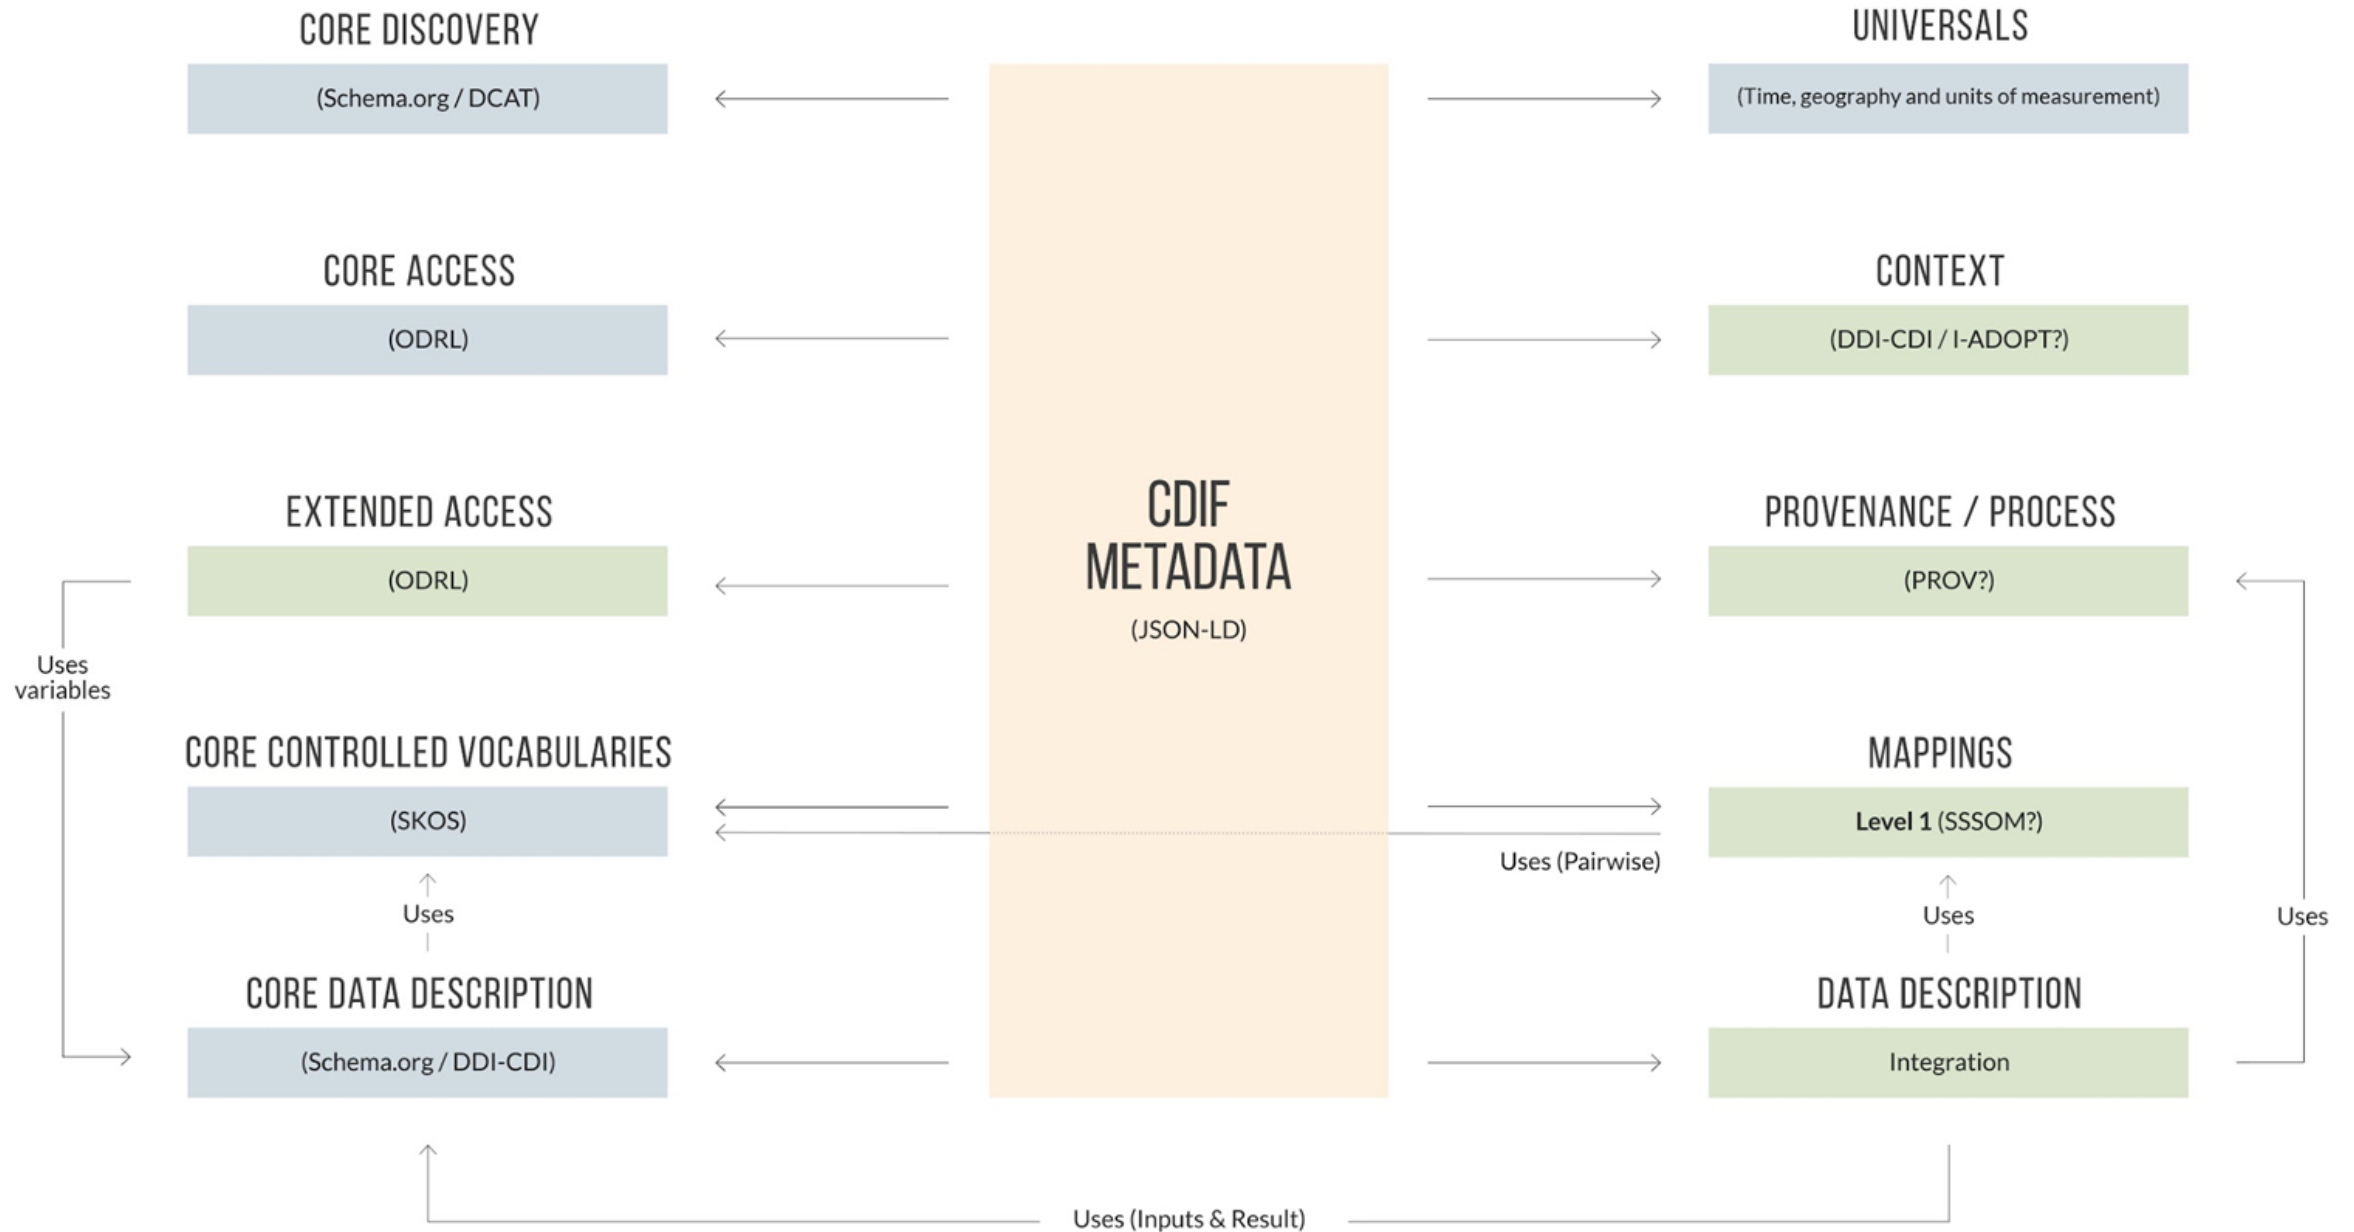 CORE DISCOVERY
(Schema.org / DCAT)
CORE ACCESS
(ODRL)
EXTENDED ACCESS
(ODRL)
Uses
variables
CORE CONTROLLED VOCABULARIES
(SKOS)
Uses
CORE DATA DESCRIPTION
(Schema.org / DDI-CDI)
CDIF
METADATA
(JSON-LD)
UNIVERSALS
(Time, geography and units of measurement)
CONTEXT
(DDI-CDI / I-ADOPT?)
PROVENANCE / PROCESS
(PROV?)
MAPPINGS
Level 1 (SSSOM?)
Uses (Pairwise)
Uses
Uses
DATA DESCRIPTION
Integration
Uses (Inputs & Result)